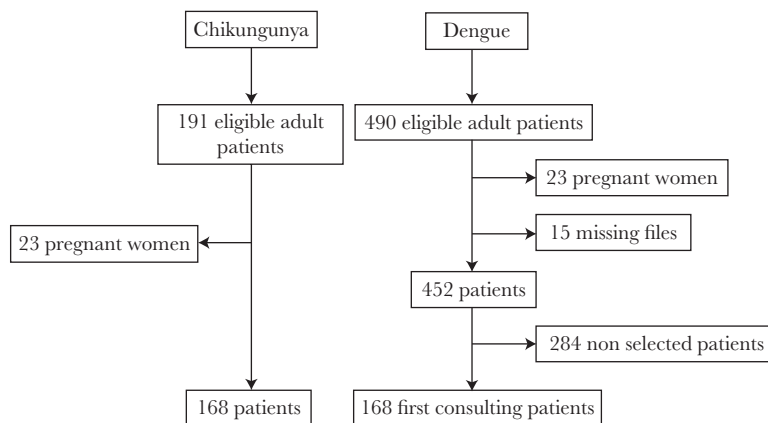 Chikungunya
191 eligible adult
patients
23 pregnant women
168 patients
Dengue
490 eligible adult patients
23 pregnant women
15 missing files
452 patients
284 non selected patients
168 first consulting patients